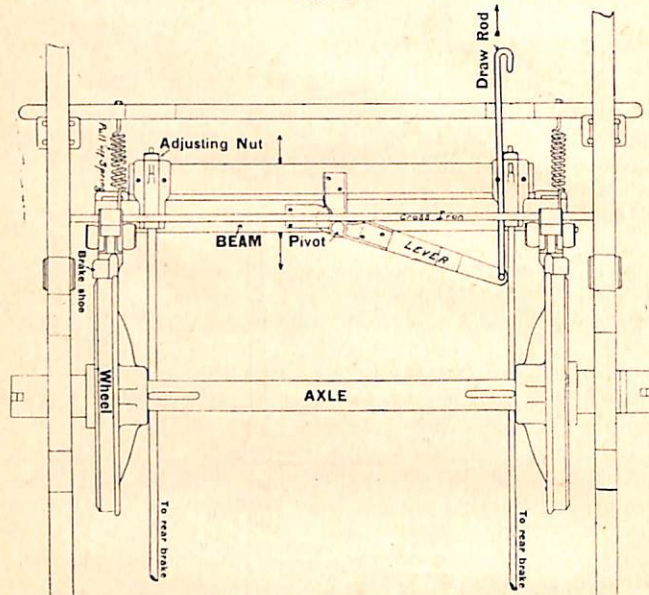 Draw Rod
Pull-up Spring
Adjusting Nut
Cross Iron
BEAM
Pivot
LEVER
Brake shoe
Wheel
AXLE
To rear brake
To rear brake